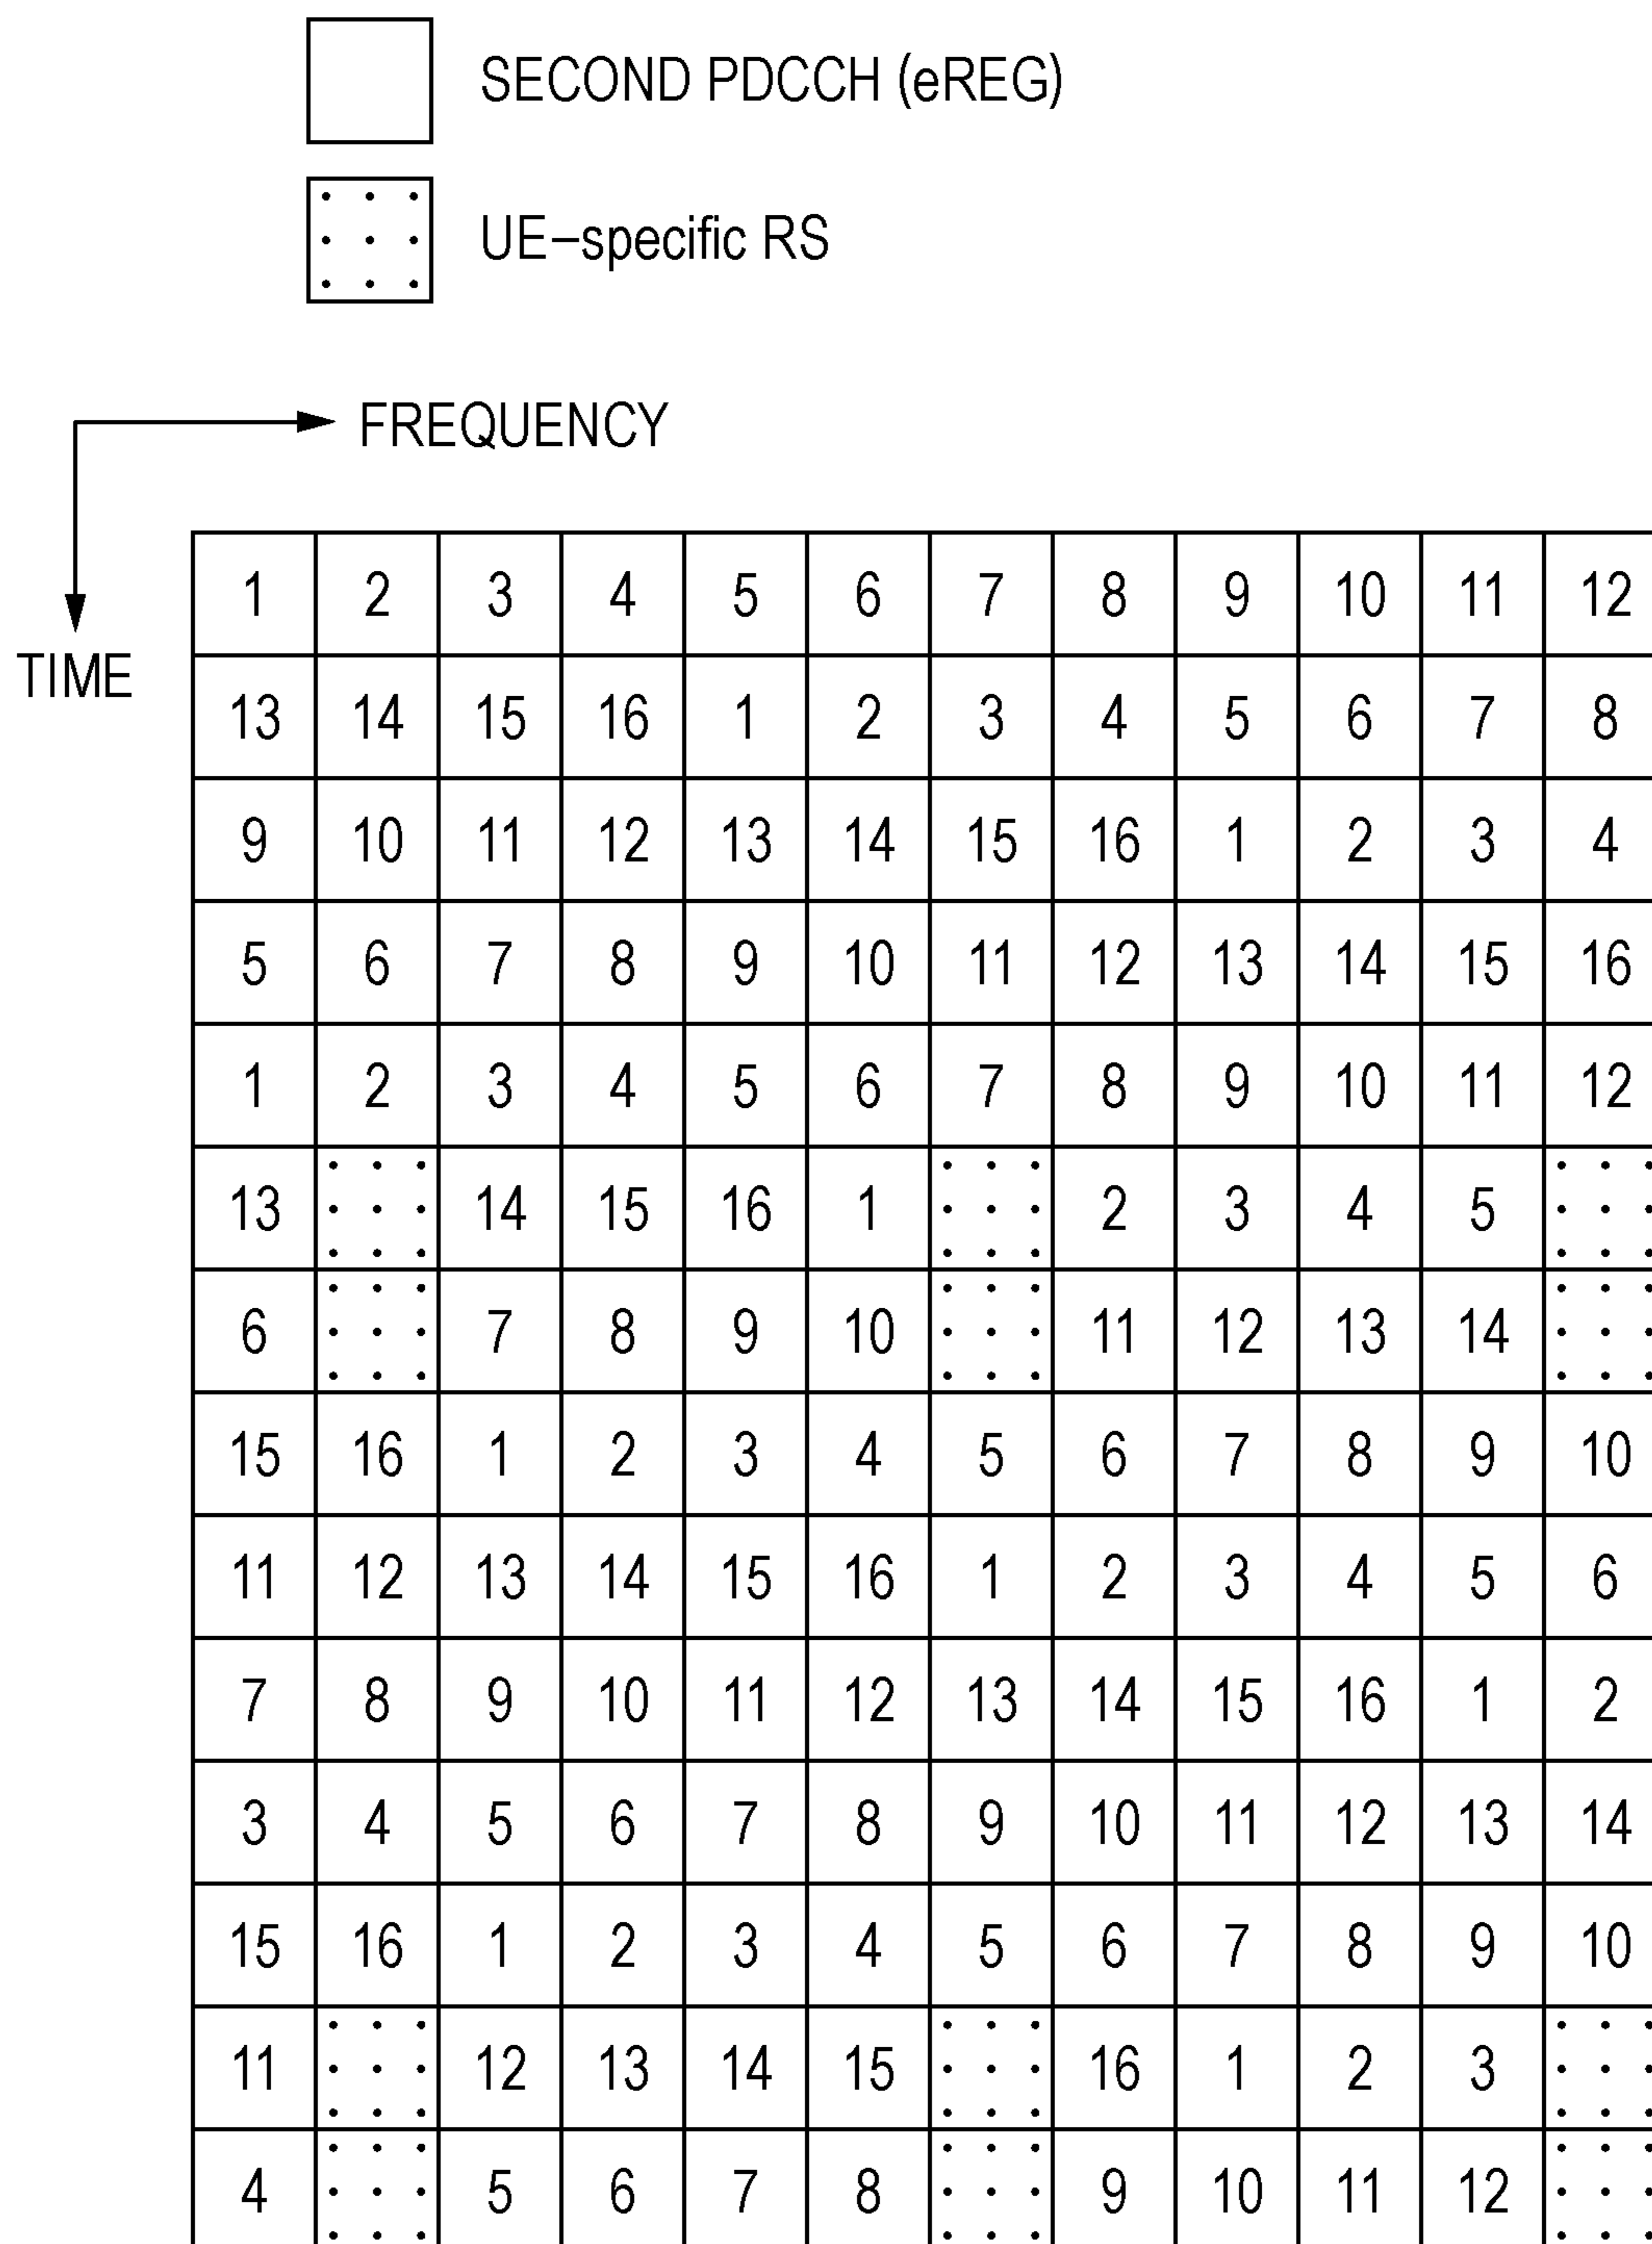 SECOND PDCCH (eREG)
UE-specific RS
FREQUENCY
TIME
1 2 3 4 5 6 7 8 9 10 11 12
13 14 15 16 1 2 3 4 5 6 7 8
9 10 11 12 13 14 15 16 1 2 3 4
5 6 7 8 9 10 11 12 13 14 15 16
1 2 3 4 5 6 7 8 9 10 11 12
13 14 15 16 1 2 3 4 5
6 7 8 9 10 11 12 13 14
15 16 1 2 3 4 5 6 7 8 9 10
11 12 13 14 15 16 1 2 3 4 5 6
7 8 9 10 11 12 13 14 15 16 1 2
3 4 5 6 7 8 9 10 11 12 13 14
15 16 1 2 3 4 5 6 7 8 9 10
11 12 13 14 15 16 1 2 3
4 5 6 7 8 9 10 11 12